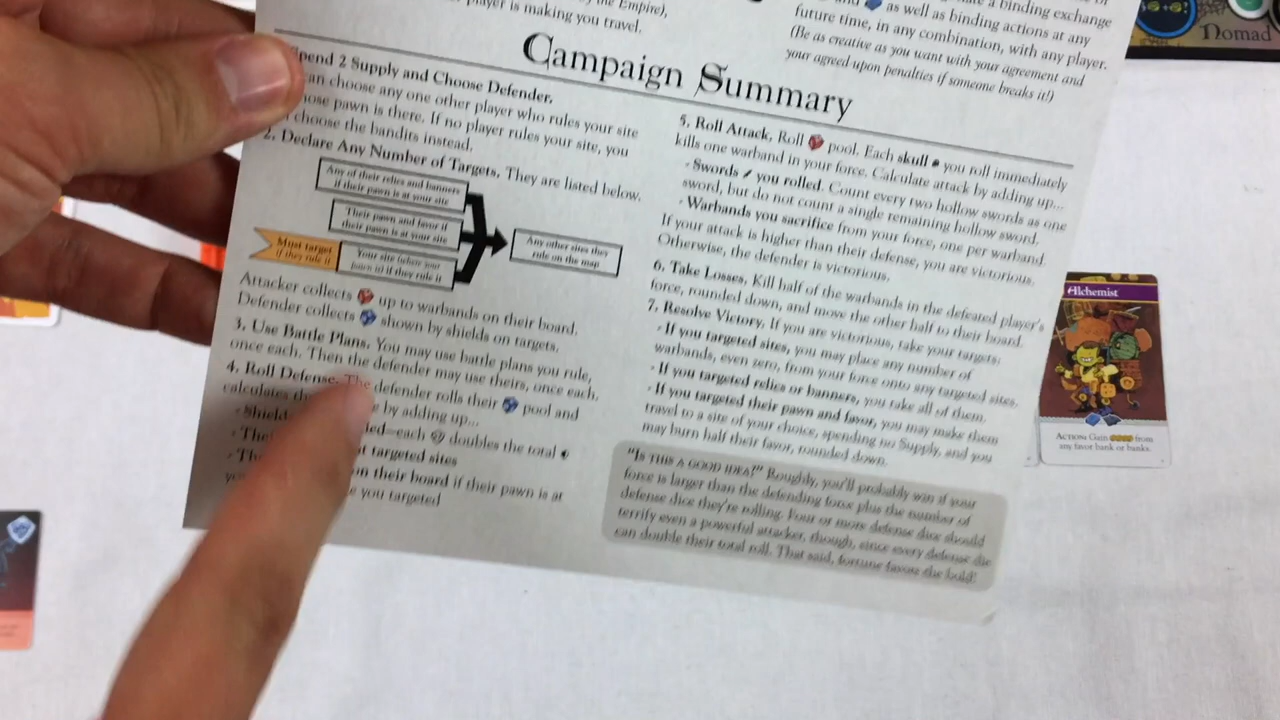 by the Empire),
player is making you travel.
a binding exchange
and as well as binding actions at any
future time, in any combination, with any player.
(Be as creative as you want with your agreement and
your agreed-upon penalties if someone breaks it!)
Nomad
Campaign Summary
Spend 2 Supply and Choose Defender.
can choose any one other player who rules your site
whose pawn is there. If no player rules your site, you
choose the bandits instead.
2. Declare Any Number of Targets. They are listed below.
Any of their relics and banners
if their pawn is at your site
Their pawn and favor if
their pawn is at your site
Must target
if they rule it
Your site
if they rule it
Any other sites they
rule on the map
Attacker collects up to warbands on their board.
Defender collects shown by shields on targets.
3. Use Battle Plans. You may use battle plans you rule,
once each. Then the defender may use theirs, once each.
4. Roll Defense. The defender rolls their pool and
calculates by adding up...
each doubles the total
targeted sites
on their board if their pawn is at
you targeted
5. Roll Attack. Roll pool. Each skull you roll immediately
kills one warband in your force. Calculate attack by adding up...
- Swords you rolled. Count every two hollow swords as one
sword, but do not count a single remaining hollow sword.
- Warbands you sacrifice from your force, one per warband.
If your attack is higher than their defense, you are victorious.
Otherwise, the defender is victorious.
6. Take Losses. Kill half of the warbands in the defeated player's
force, rounded down, and move the other half to their board.
7. Resolve Victory. If you are victorious, take your targets:
- If you targeted sites, you may place any number of
warbands, even zero, from your force onto any targeted sites.
- If you targeted relics or banners, you take all of them.
- If you targeted their pawn and favor, you may make them
travel to a site of your choice, spending no Supply, and you
may burn half their favor, rounded down.
"Is this a good idea?" Roughly, you'll probably win if your
force is larger than the defending force plus the number of
defense dice they're rolling. Four or more defense dice should
terrify even a powerful attacker, though, since every defense die
can double their total roll. That said, fortune favors the bold!
Alchemist
Action: Gain from
any favor bank or banks.